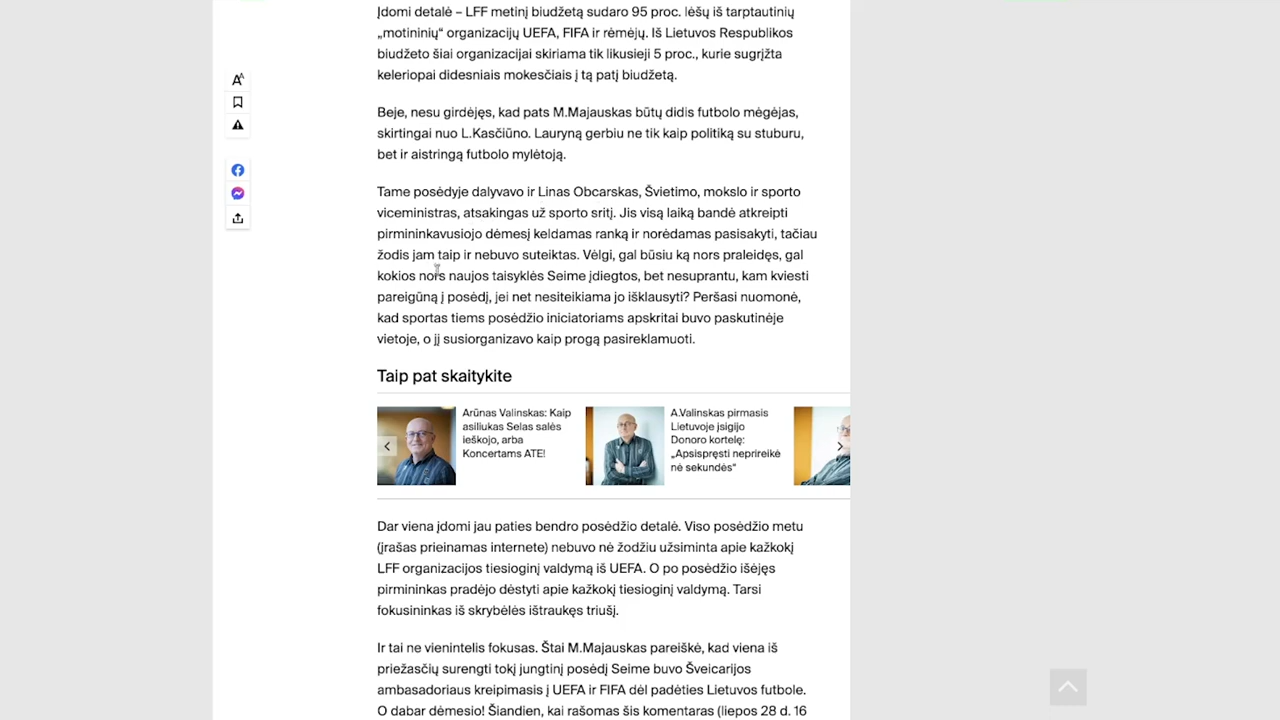 Įdomi detalė – LFF metinį biudžetą sudaro 95 proc. lėšų iš tarptautinių
„motininių“ organizacijų UEFA, FIFA ir rėmėjų. Iš Lietuvos Respublikos
biudžeto šiai organizacijai skiriama tik likusieji 5 proc., kurie sugrįžta
keleriopai didesniais mokesčiais į tą patį biudžetą.
Beje, nesu girdėjęs, kad pats M.Majauskas būtų didis futbolo mėgėjas,
skirtingai nuo L.Kasčiūno. Lauryną gerbiu ne tik kaip politiką su stuburu,
bet ir aistringą futbolo mylėtoją.
Tame posėdyje dalyvavo ir Linas Obcarskas, Švietimo, mokslo ir sporto
viceministras, atsakingas už sporto sritį. Jis visą laiką bandė atkreipti
pirmininkavusiojo dėmesį keldamas ranką ir norėdamas pasisakyti, tačiau
žodis jam taip ir nebuvo suteiktas. Vėlgi, gal būsiu ką nors praleidęs, gal
kokios nors naujos taisyklės Seime įdiegtos, bet nesuprantu, kam kviesti
pareigūną į posėdį, jei net nesiteikiama jo išklausyti? Peršasi nuomonė,
kad sportas tiems posėdžio iniciatoriams apskritai buvo paskutinėje
vietoje, o jį susiorganizavo kaip progą pasireklamuoti.
Taip pat skaitykite
Arūnas Valinskas: Kaip
asiliukas Selas salės
ieškojo, arba
Koncertams ATE!
A.Valinskas pirmasis
Lietuvoje įsigijo
Donoro kortelę:
„Apsispręsti neprireikė
nė sekundės“
Dar viena įdomi jau paties bendro posėdžio detalė. Viso posėdžio metu
(įrašas prieinamas internete) nebuvo nė žodžiu užsiminta apie kažkokį
LFF organizacijos tiesioginį valdymą iš UEFA. O po posėdžio išėjęs
pirmininkas pradėjo dėstyti apie kažkokį tiesioginį valdymą. Tarsi
fokusininkas iš skrybėlės ištraukęs triušį.
Ir tai ne vienintelis fokusas. Štai M.Majauskas pareiškė, kad viena iš
priežasčių surengti tokį jungtinį posėdį Seime buvo Šveicarijos
ambasadoriaus kreipimasis į UEFA ir FIFA dėl padėties Lietuvos futbole.
O dabar dėmesio! Šiandien, kai rašomas šis komentaras (liepos 28 d. 16